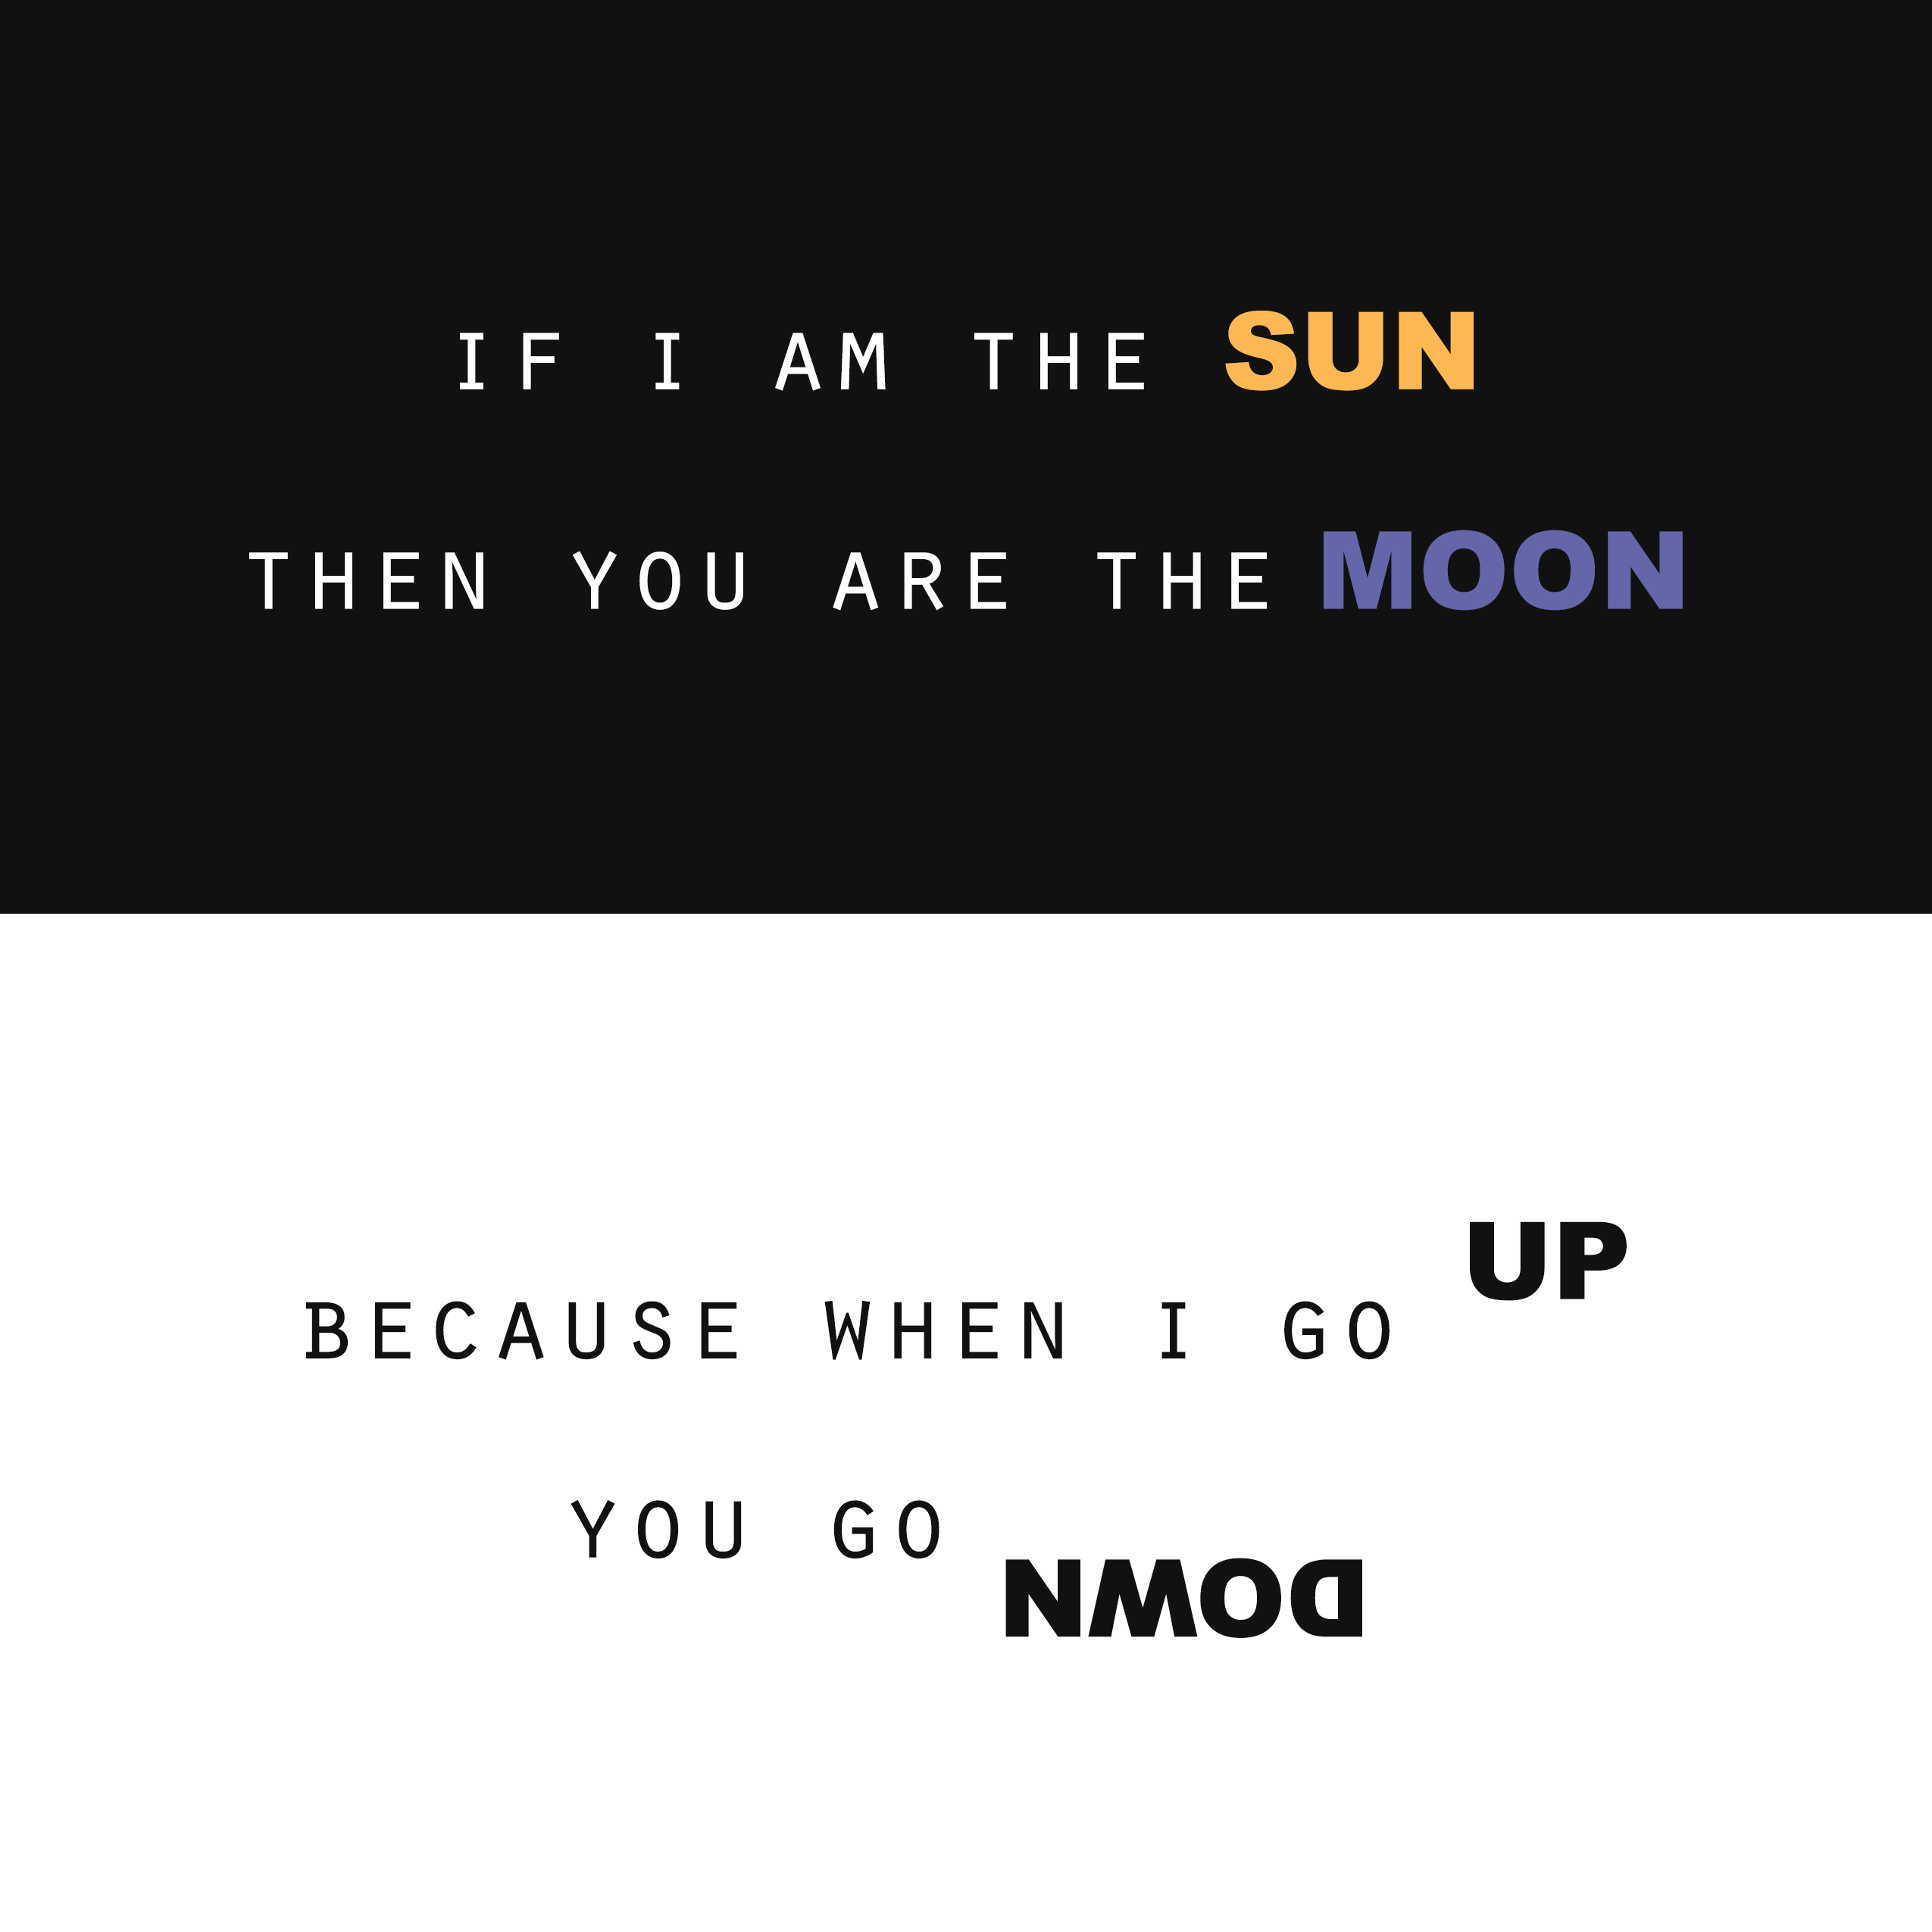 IF I AM THE SUN
THEN YOU ARE THE MOON
BECAUSE WHEN I GO UP
YOU GO DOWN